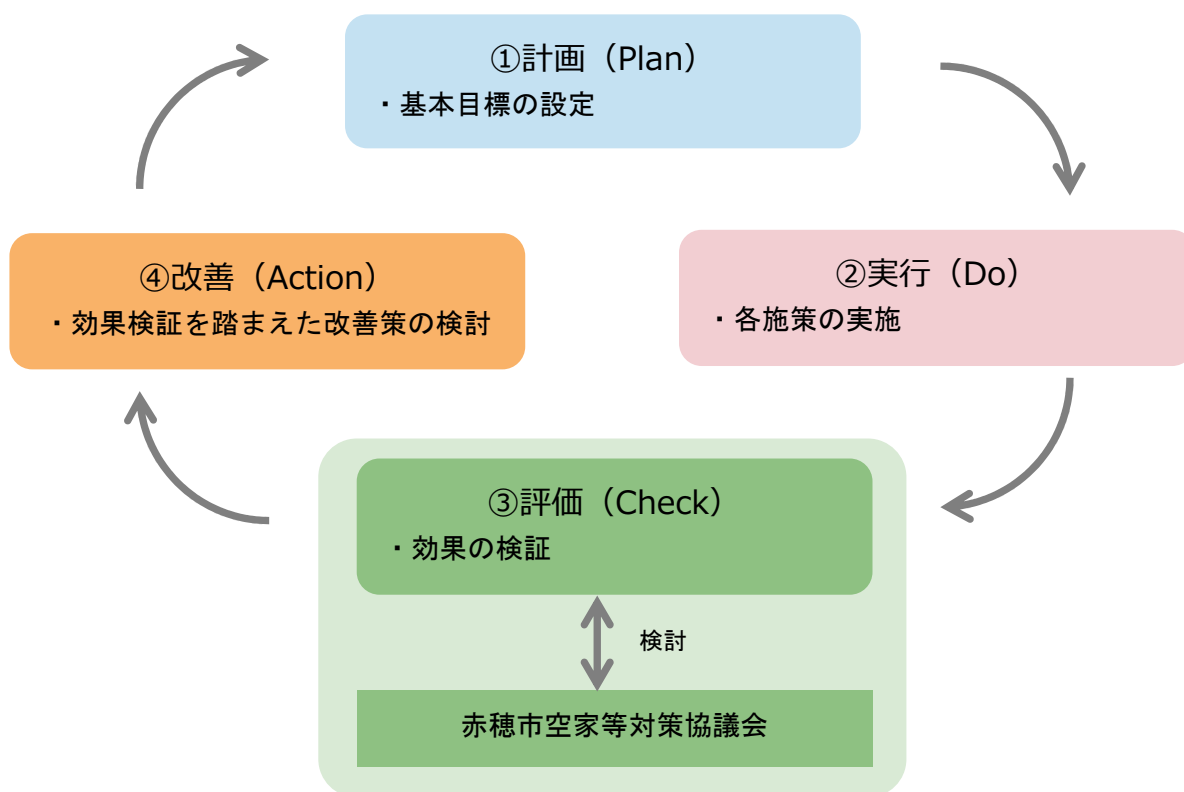 ①計画（Plan）
・基本目標の設定
②実行（Do）
・各施策の実施
③評価（Check）
・効果の検証
検討
赤穂市空家等対策協議会
④改善（Action）
・効果検証を踏まえた改善策の検討